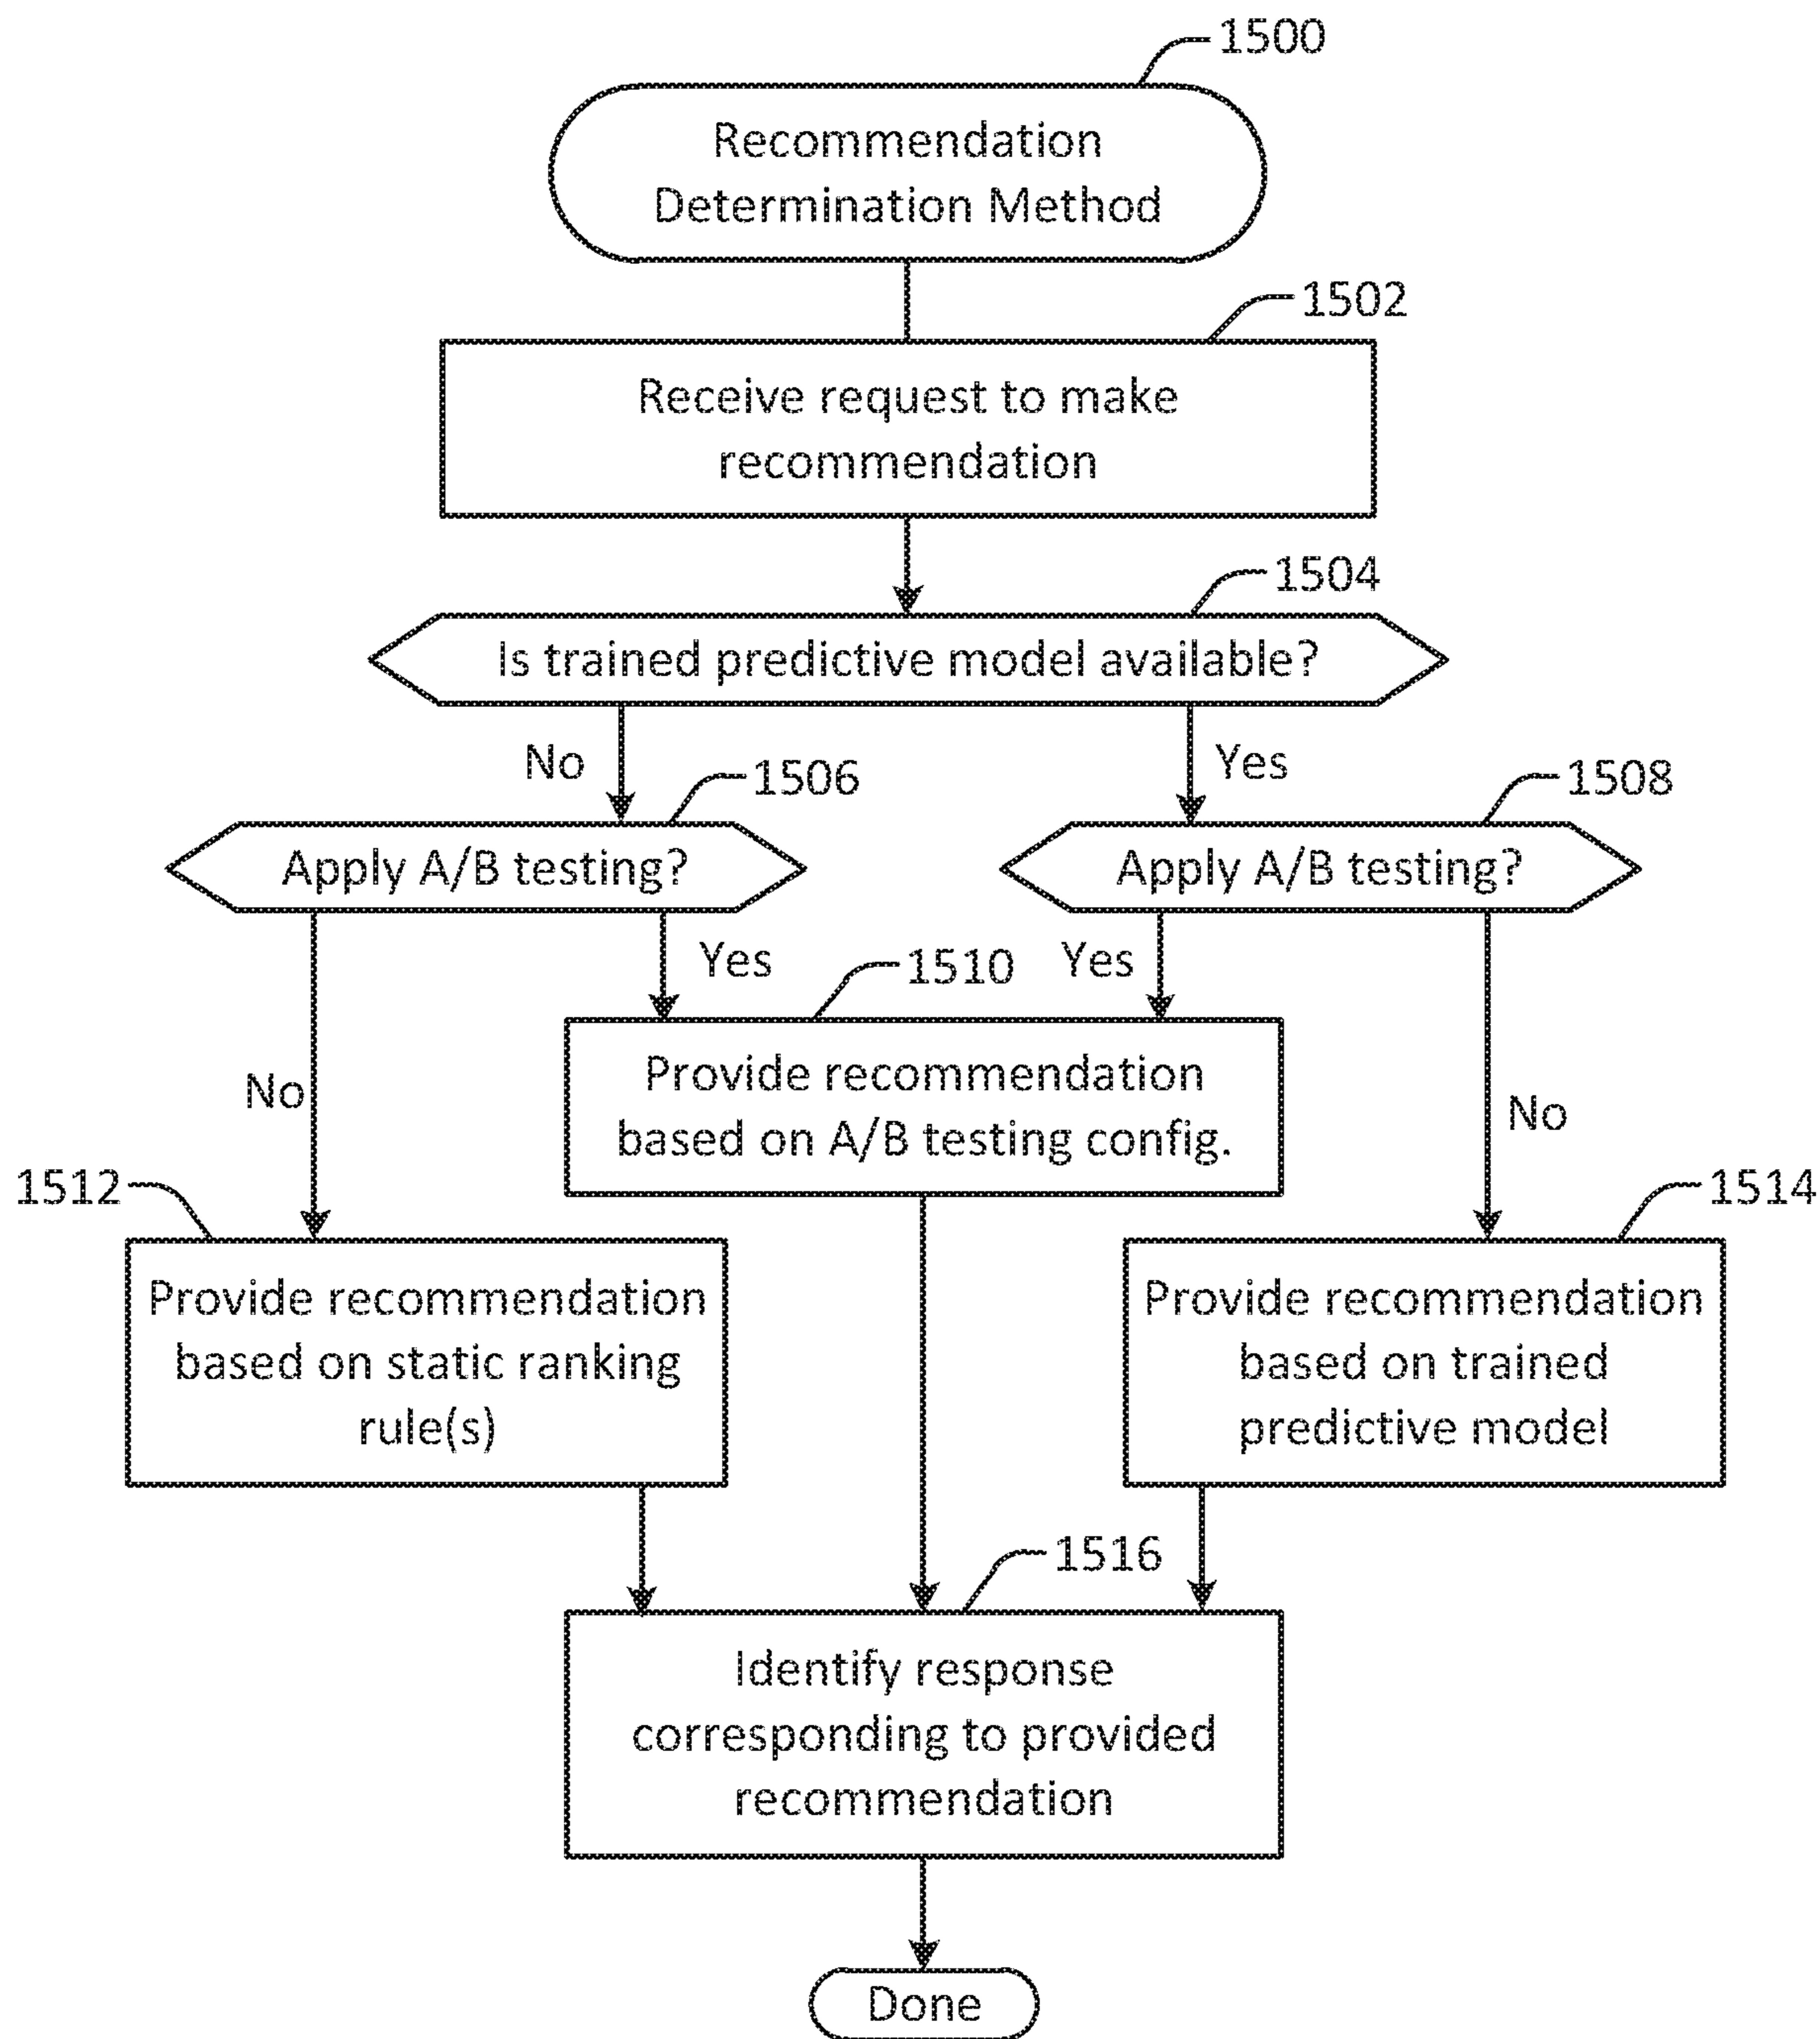 1500
Recommendation
Determination Method
1502
Receive request to make
recommendation
1504
Is trained predictive model available?
No
Yes
1506
1508
Apply A/B testing?
Apply A/B testing?
Yes
1510
Yes
Provide recommendation
based on A/B testing config.
No
No
1512
1514
Provide recommendation
based on static ranking
rule(s)
Provide recommendation
based on trained
predictive model
1516
Identify response
corresponding to provided
recommendation
Done